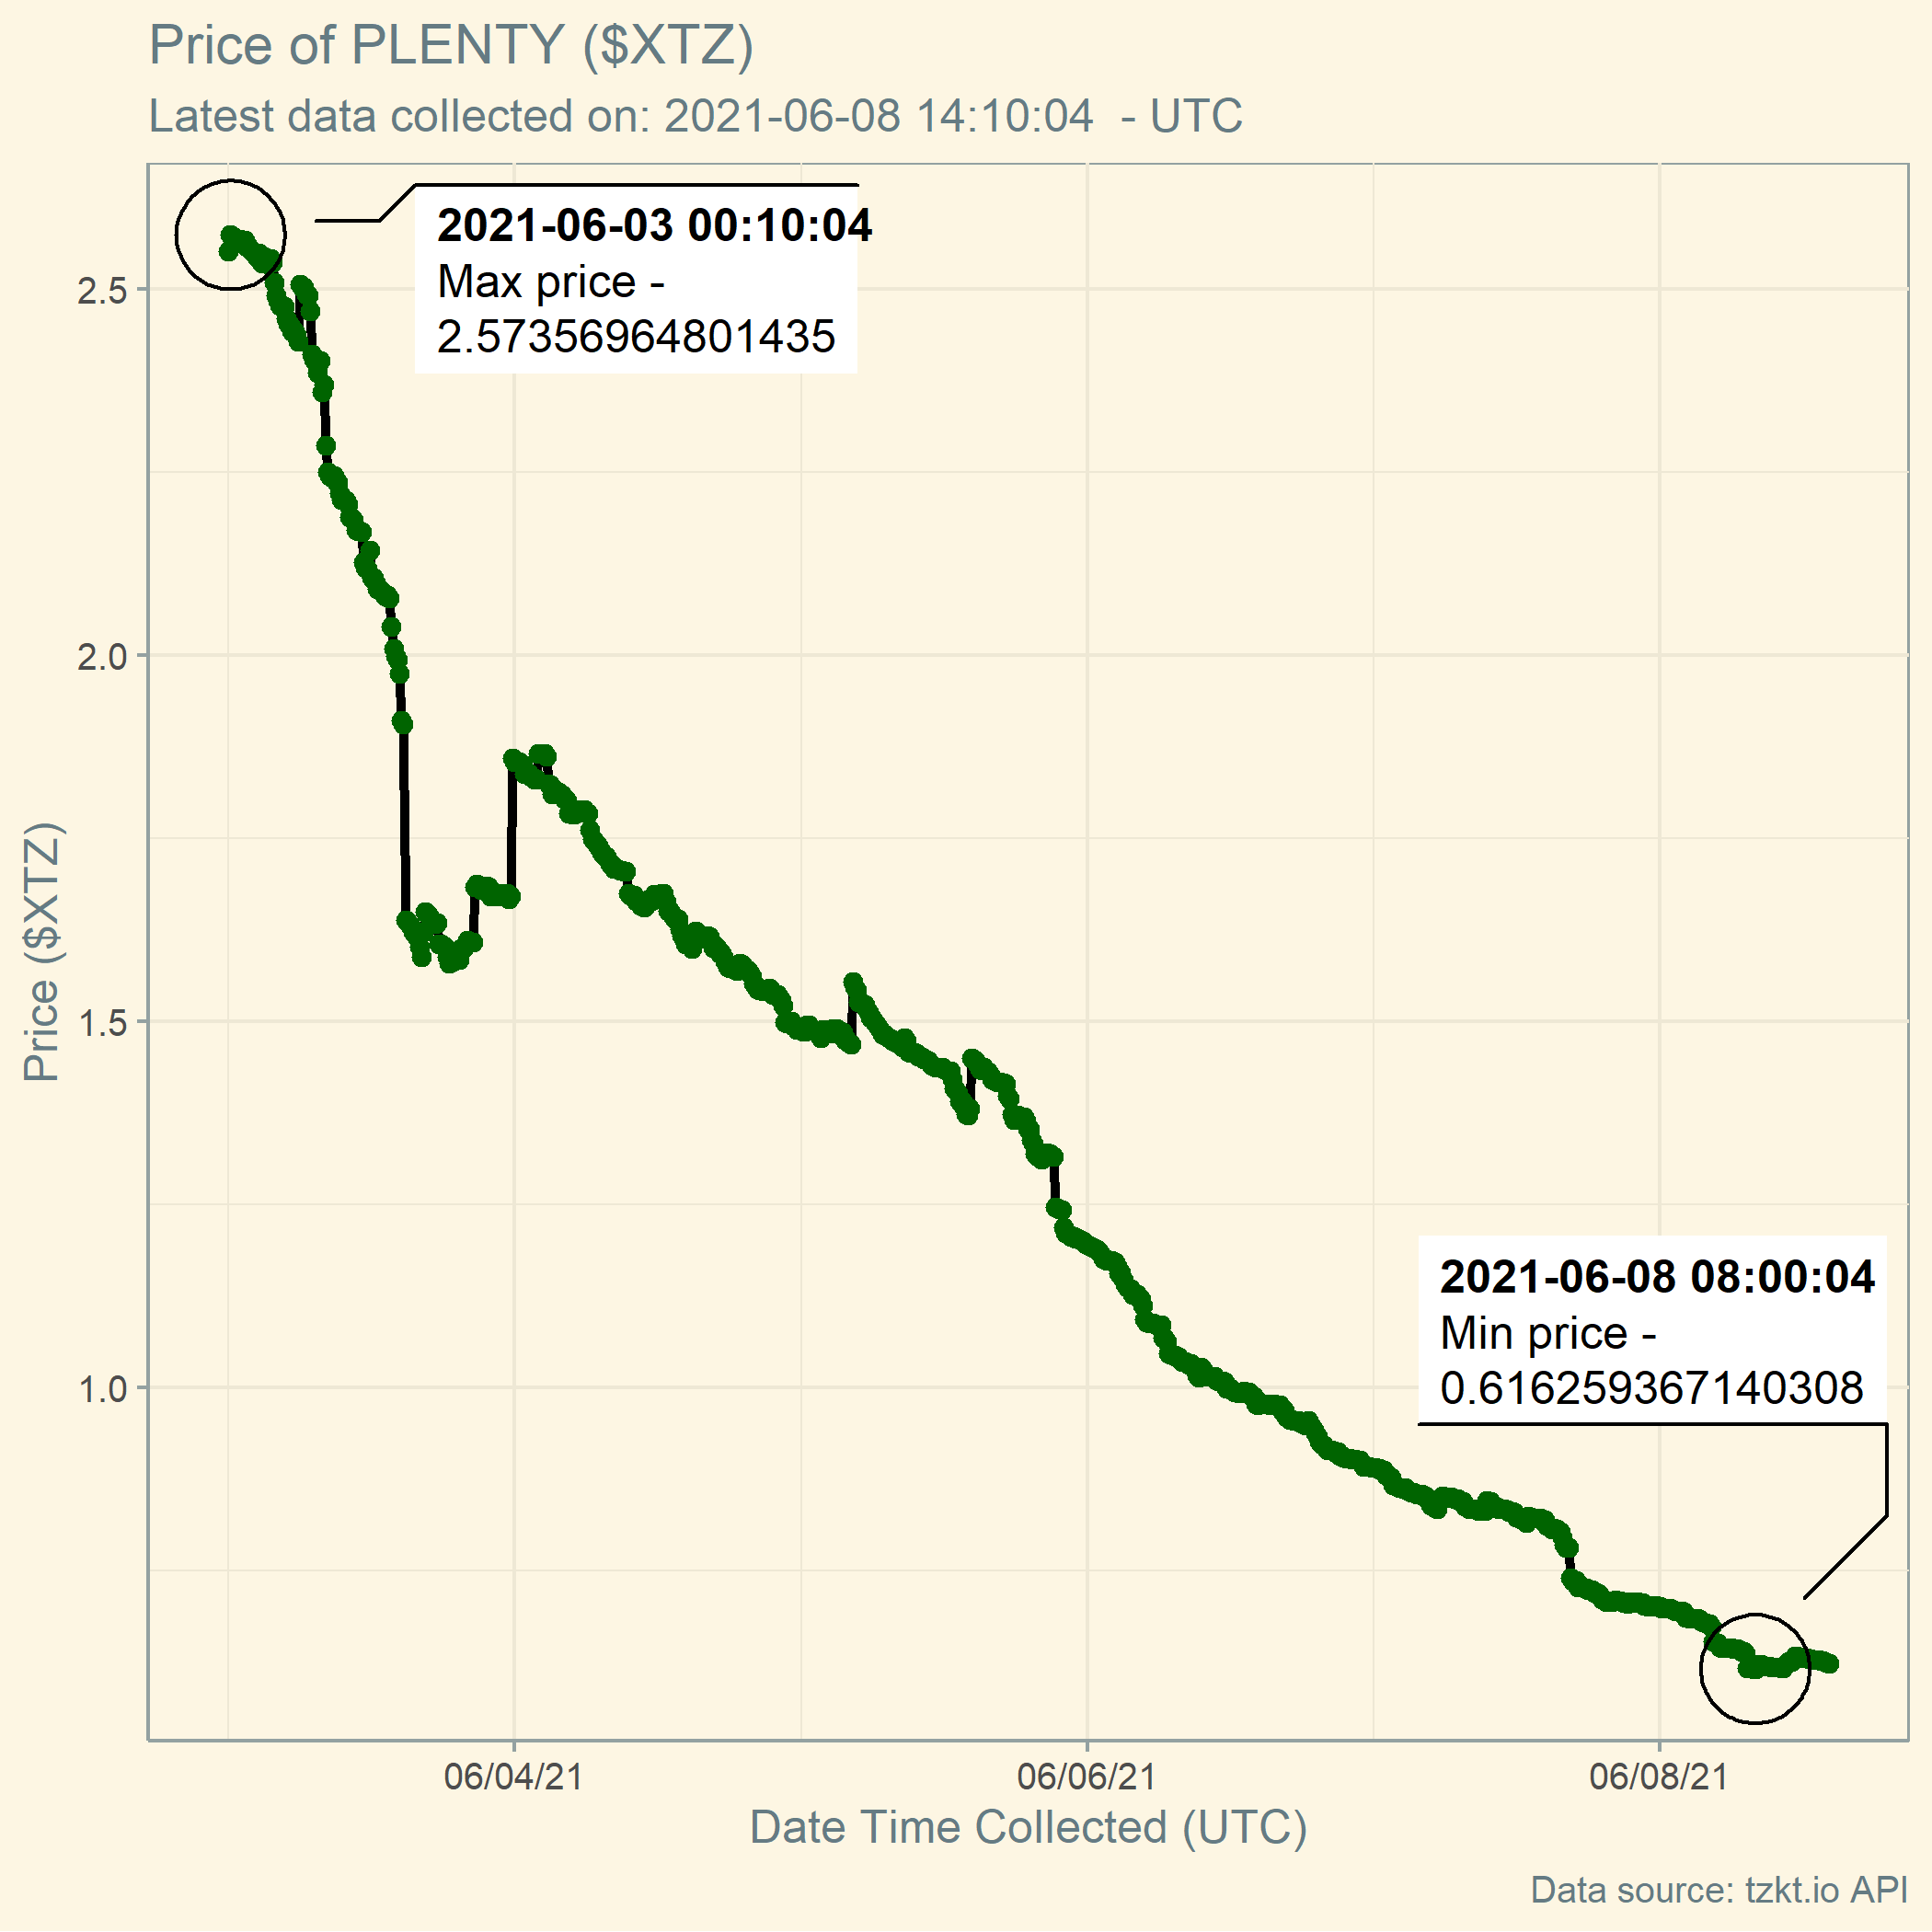 Price of PLENTY ($XTZ)
Latest data collected on: 2021-06-08 14:10:04  - UTC
2021-06-03 00:10:04
Max price -
2.57356964801435
2.5
2.0
1.5
1.0
Price ($XTZ)
2021-06-08 08:00:04
Min price -
0.616259367140308
06/04/21
06/06/21
06/08/21
Date Time Collected (UTC)
Data source: tzkt.io API